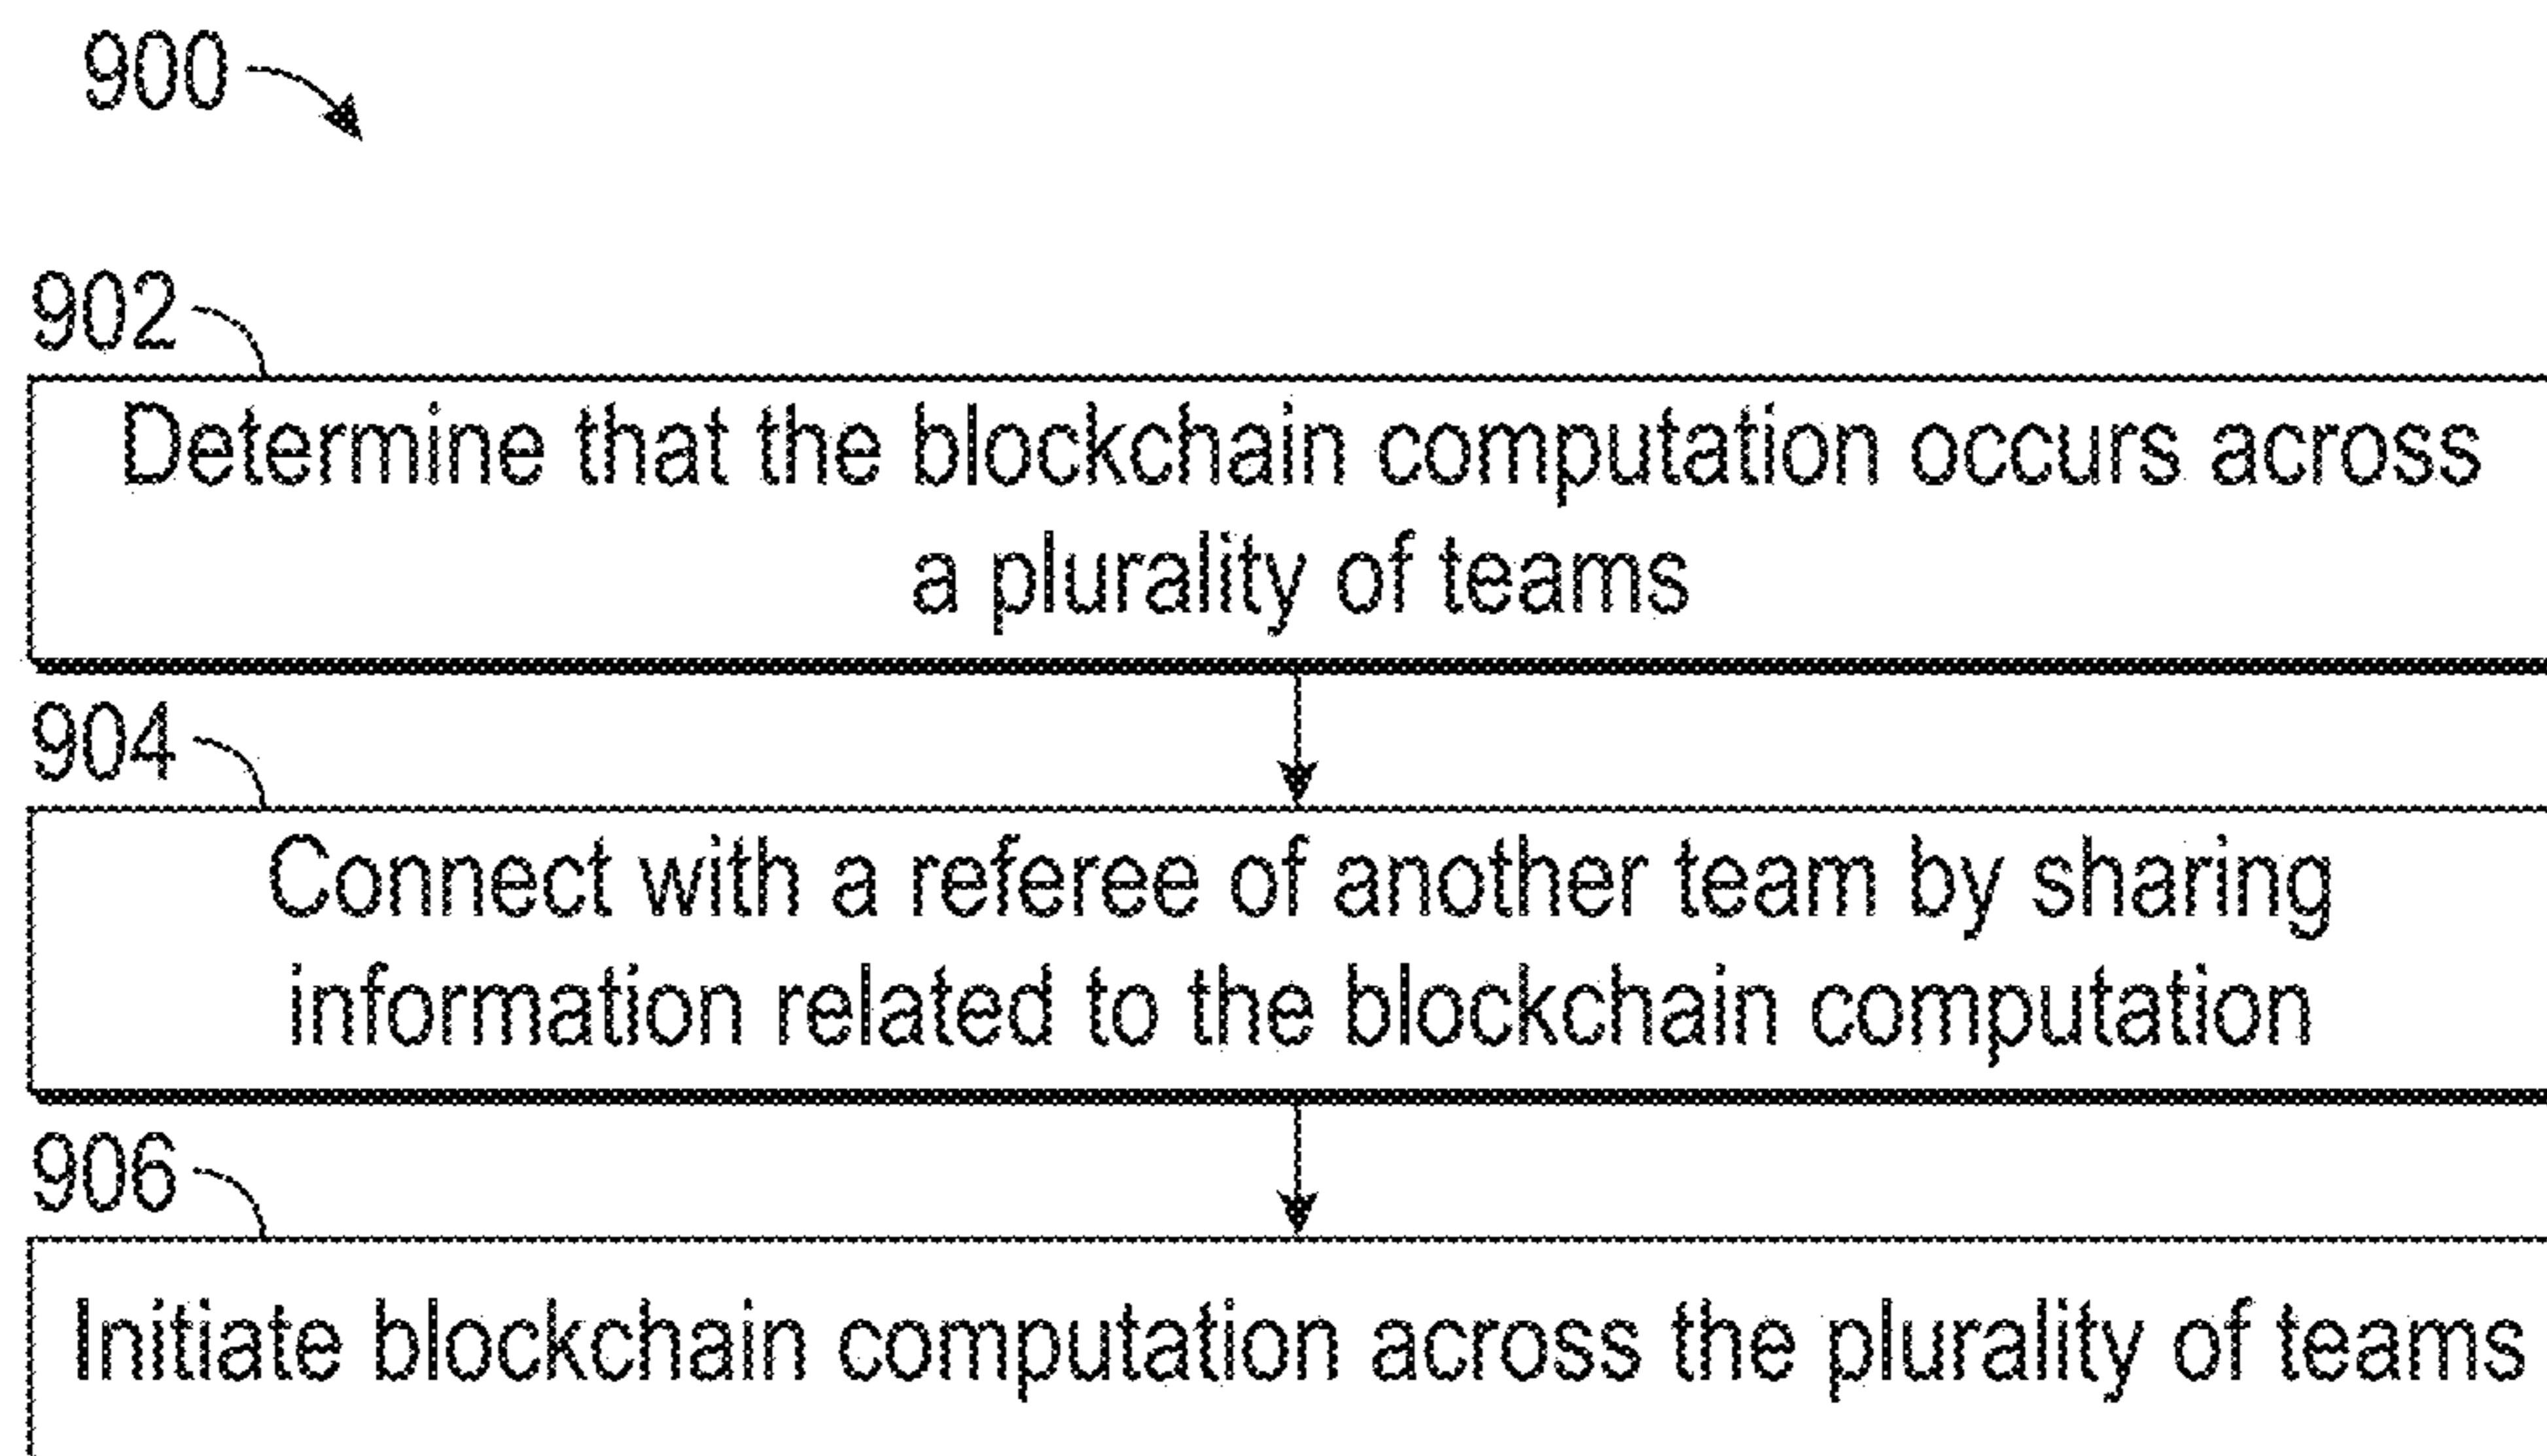 900
902
Determine that the blockchain computation occurs across
a plurality of teams
904
Connect with a referee of another team by sharing
information related to the blockchain computation
906
Initiate blockchain computation across the plurality of teams